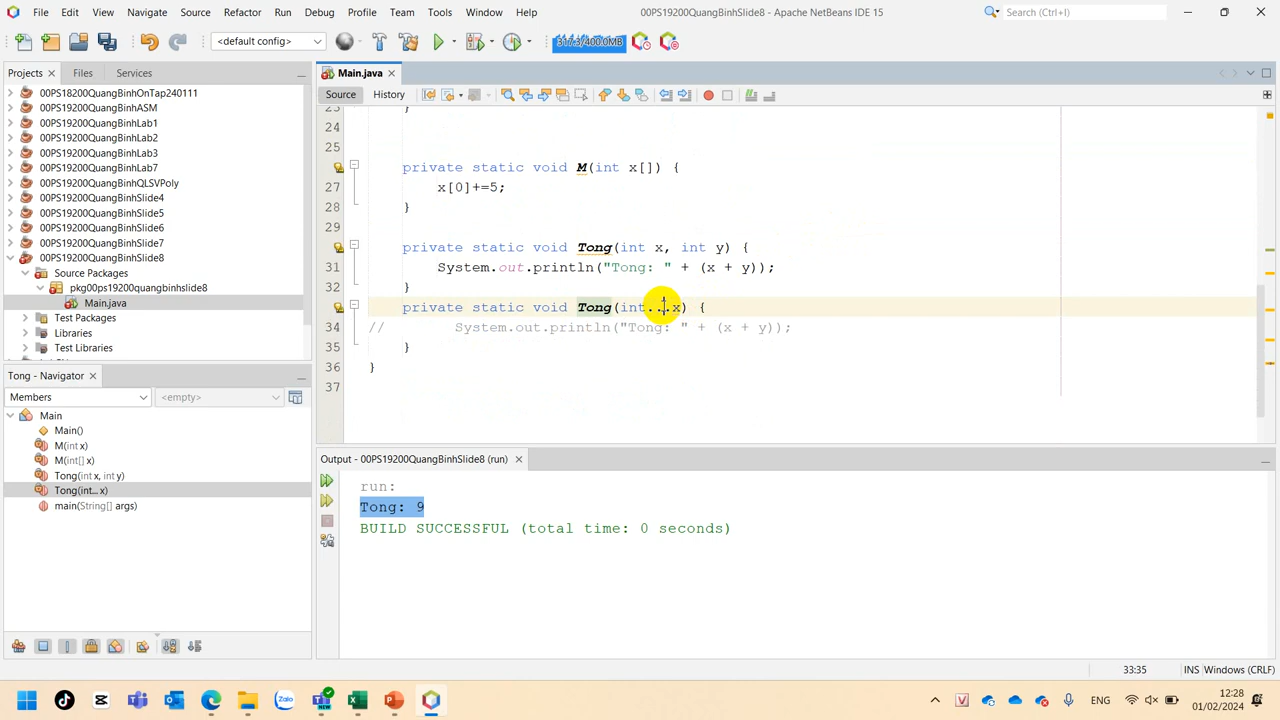 File Edit View Navigate Source Refactor Run Debug Profile Team Tools Window Help
00PS19200QuangBinhSlide8 - Apache NetBeans IDE 15
Search (Ctrl+I)
<default config>
Projects
Files
Services
Main.java
00PS18200QuangBinhOnTap240111
00PS19200QuangBinhASM
00PS19200QuangBinhLab1
00PS19200QuangBinhLab2
00PS19200QuangBinhLab3
00PS19200QuangBinhLab7
00PS19200QuangBinhQLSVPoly
00PS19200QuangBinhSlide4
00PS19200QuangBinhSlide5
00PS19200QuangBinhSlide6
00PS19200QuangBinhSlide7
00PS19200QuangBinhSlide8
Source Packages
pkg00ps19200quangbinhslide8
Main.java
Test Packages
Libraries
Test Libraries
Source History
23 }
24
25
private static void M(int x[]) {
27 x[0]+=5;
28 }
29
private static void Tong(int x, int y) {
31 System.out.println("Tong: " + (x + y));
32 }
private static void Tong(int...x) {
34 // System.out.println("Tong: " + (x + y));
35 }
36 }
37
Tong - Navigator
Members
<empty>
Main
Main()
M(int x)
M(int[] x)
Tong(int x, int y)
Tong(int... x)
main(String[] args)
Output - 00PS19200QuangBinhSlide8 (run)
run:
Tong: 9
BUILD SUCCESSFUL (total time: 0 seconds)
33:35
INS
Windows (CRLF)
Zalo
NEW
V
ENG
12:28
01/02/2024